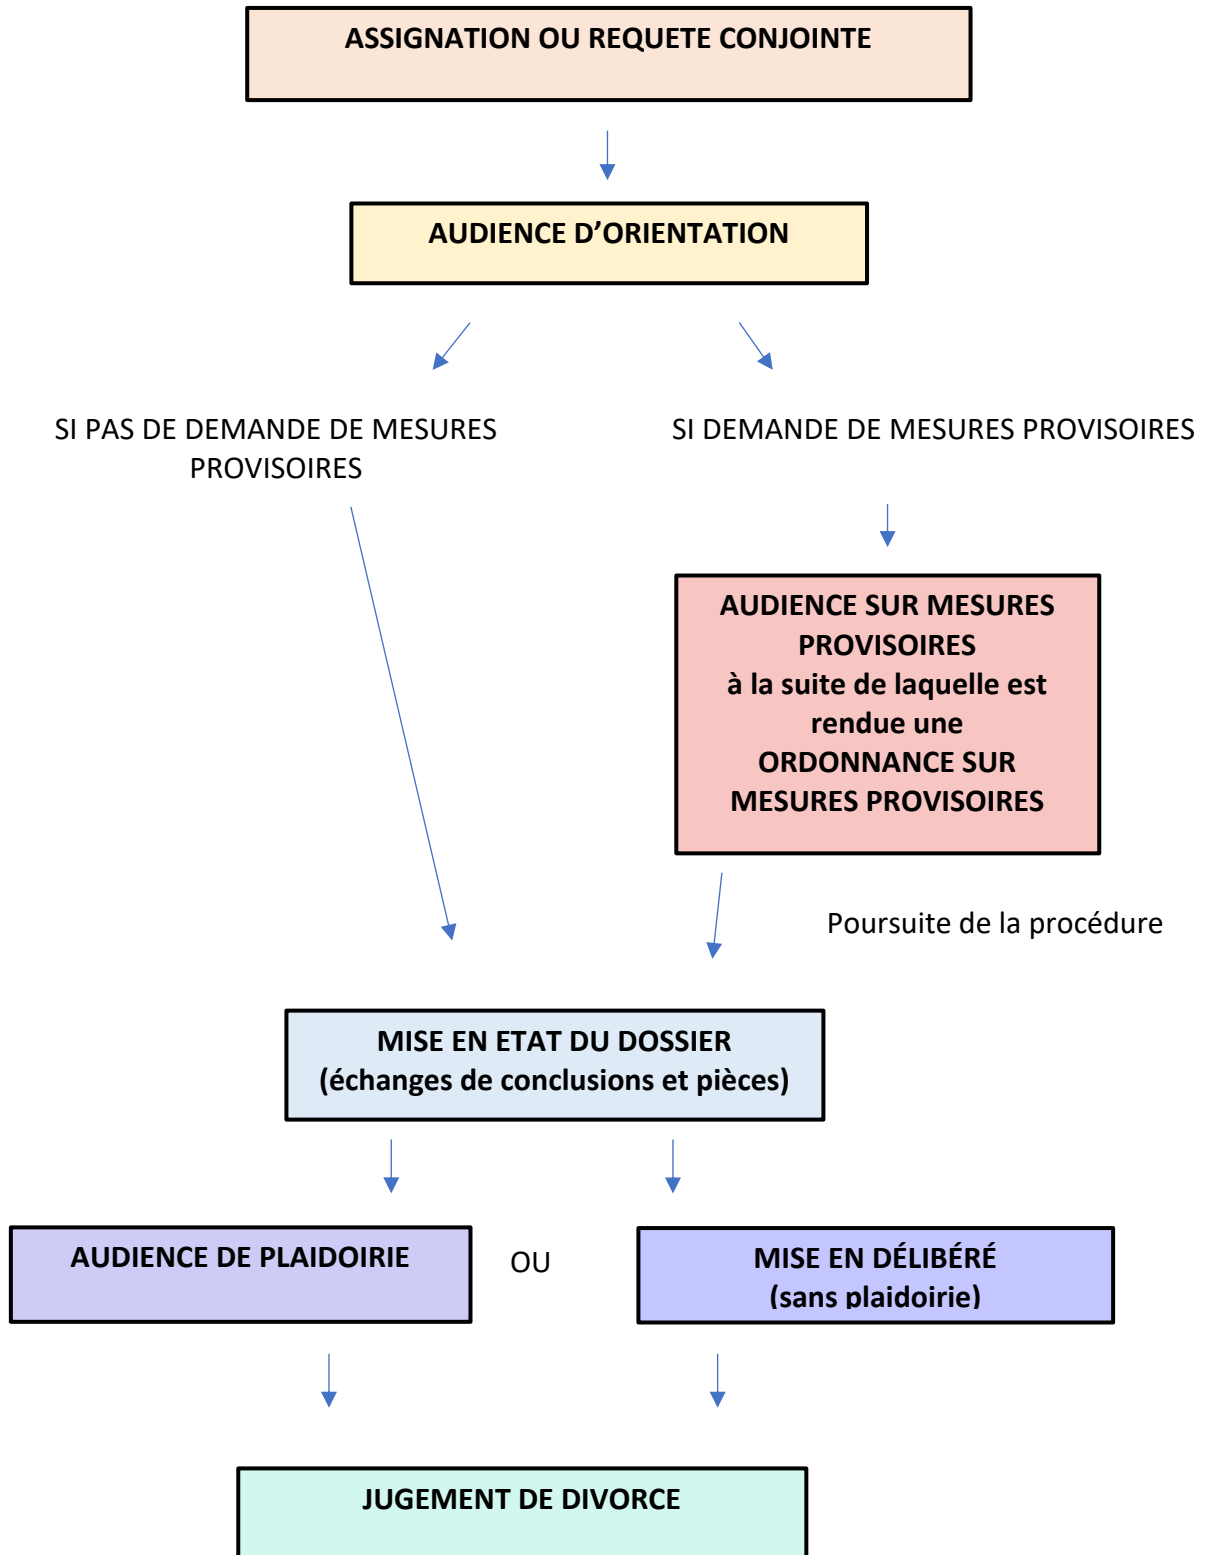 ASSIGNATION OU REQUETE CONJOINTE
AUDIENCE D’ORIENTATION
SI PAS DE DEMANDE DE MESURES
PROVISOIRES
SI DEMANDE DE MESURES PROVISOIRES
AUDIENCE SUR MESURES
PROVISOIRES
à la suite de laquelle est
rendue une
ORDONNANCE SUR
MESURES PROVISOIRES
Poursuite de la procédure
MISE EN ETAT DU DOSSIER
(échanges de conclusions et pièces)
AUDIENCE DE PLAIDOIRIE
OU
MISE EN DÉLIBÉRÉ
(sans plaidoirie)
JUGEMENT DE DIVORCE